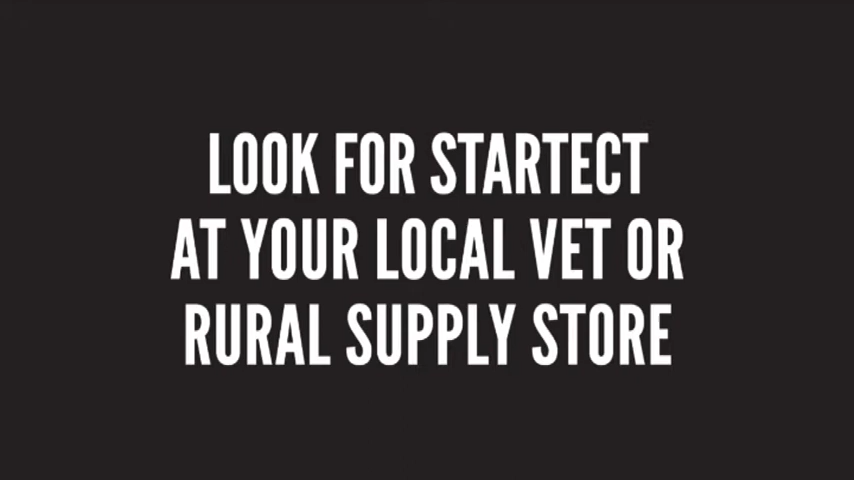 LOOK FOR STARTECT
AT YOUR LOCAL VET OR
RURAL SUPPLY STORE